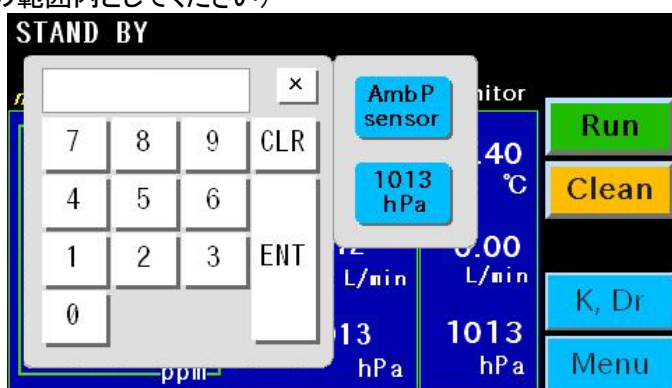 の範囲内としてください)
STAND BY
×
7 8 9 CLR
4 5 6
1 2 3 ENT
0
Amb P
sensor
1013
hPa
nitor
.40
℃
0.00
L/min
L/min
13
hPa
1013
hPa
ppm
Run
Clean
K, Dr
Menu